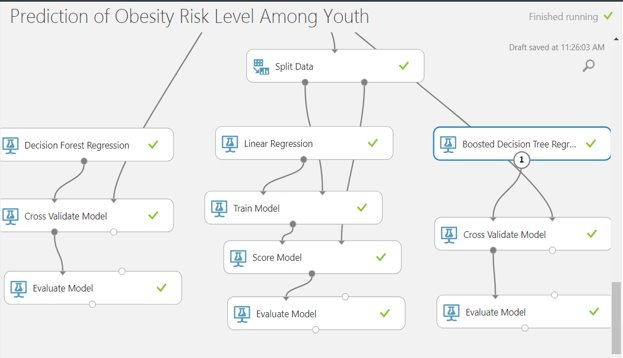 Prediction of Obesity Risk Level Among Youth
Finished running
Draft saved at 11:26:03 AM
Split Data
Decision Forest Regression
Linear Regression
Boosted Decision Tree Regr...
1
Train Model
Cross Validate Model
Cross Validate Model
Score Model
Evaluate Model
Evaluate Model
Evaluate Model